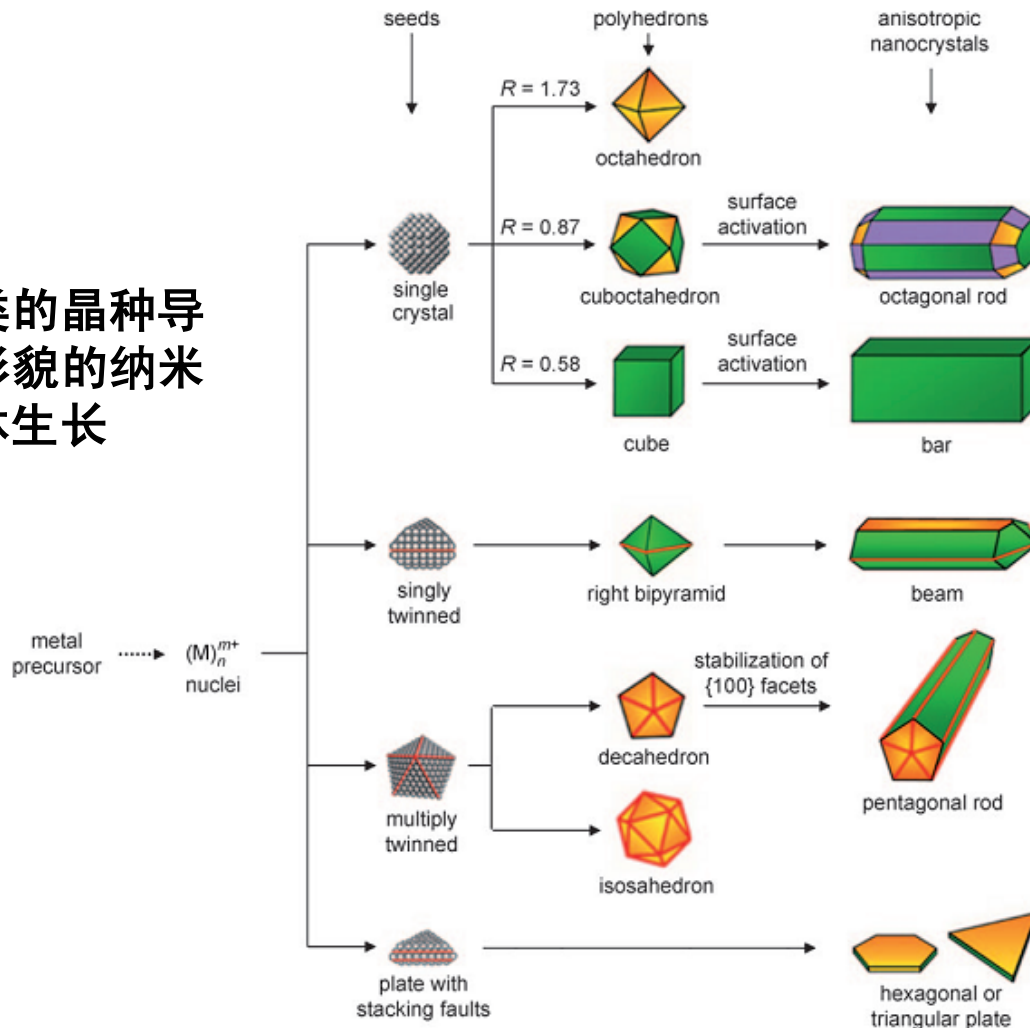 seeds
polyhedrons
anisotropic
nanocrystals
R = 1.73
octahedron
surface
activation
R = 0.87
single
crystal
cuboctahedron
octagonal rod
类的晶种导
形貌的纳米
体生长
surface
activation
R = 0.58
cube
bar
singly
twinned
right bipyramid
beam
metal
precursor
(M)ₙᵐ⁺
nuclei
stabilization of
{100} facets
decahedron
pentagonal rod
multiply
twinned
isosahedron
plate with
stacking faults
hexagonal or
triangular plate